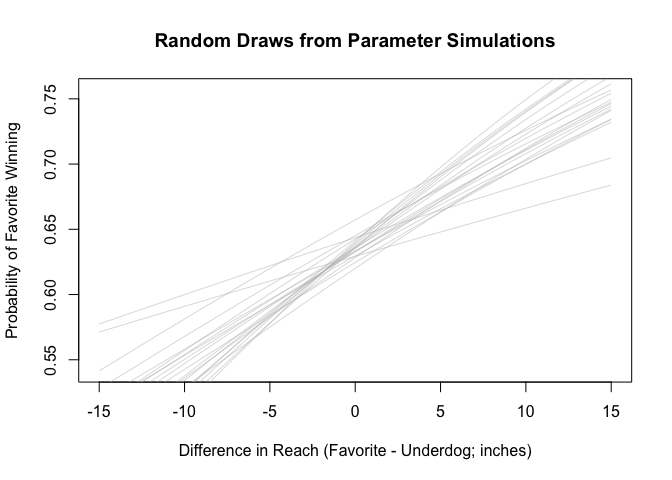 Random Draws from Parameter Simulations
Probability of Favorite Winning
0.75
0.70
0.65
0.60
0.55
-15 -10 -5 0 5 10 15
Difference in Reach (Favorite - Underdog; inches)